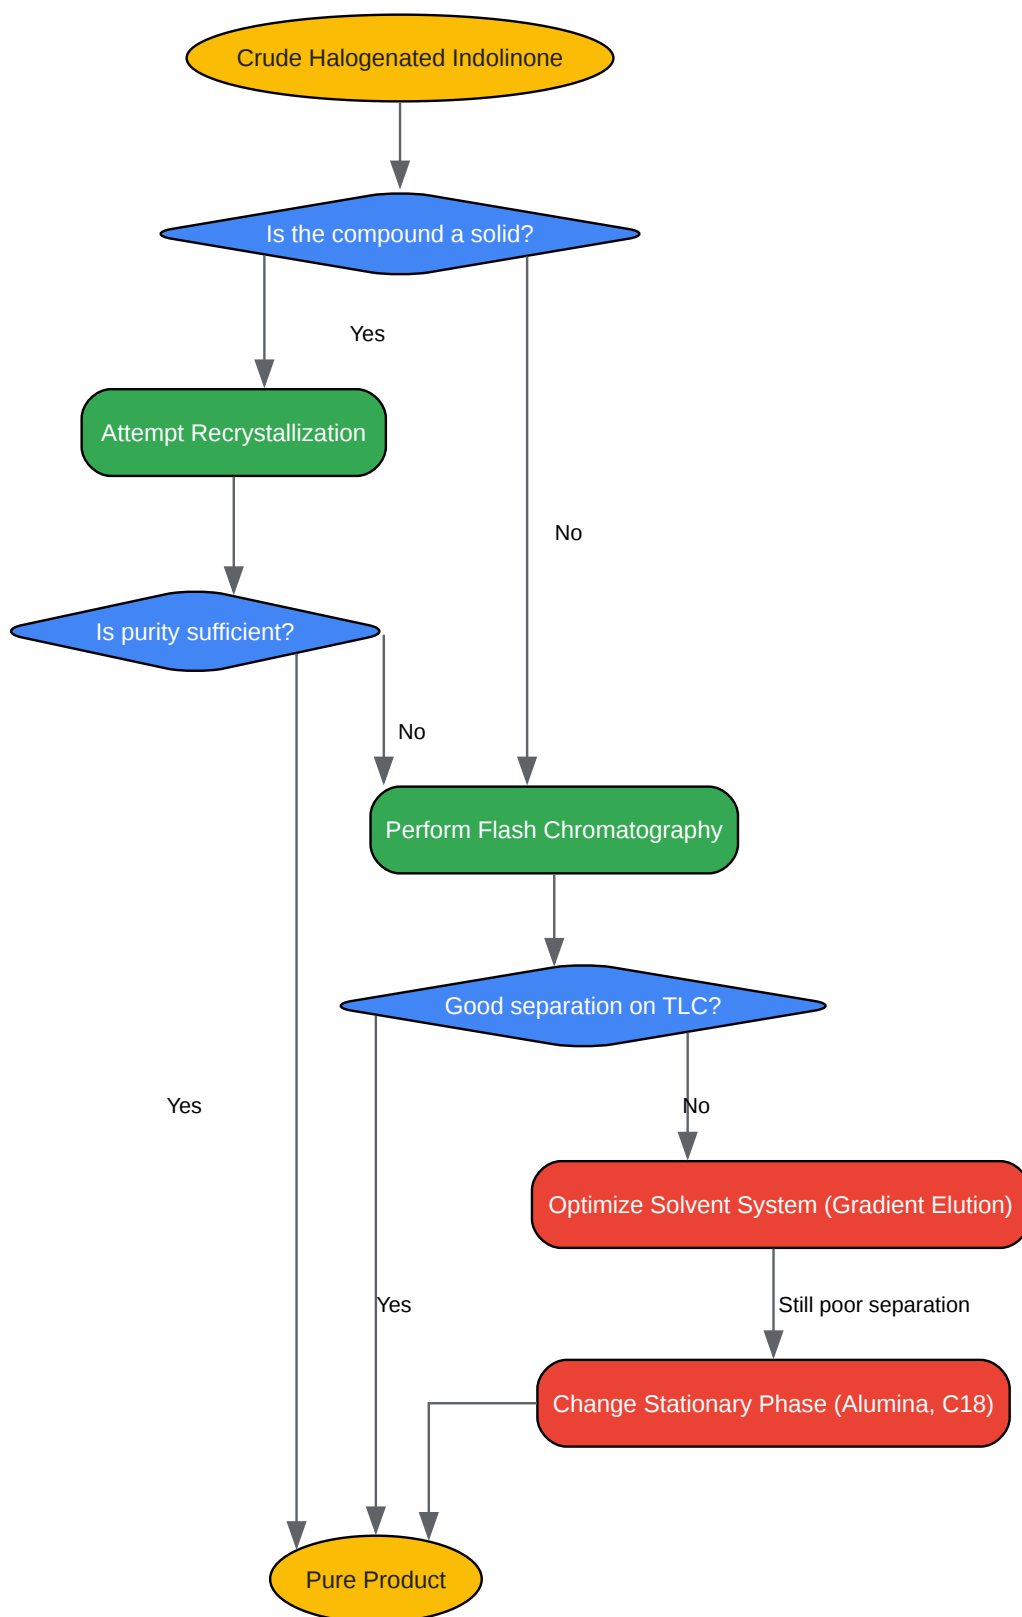 Crude Halogenated Indolinone
Is the compound a solid?
Yes
Attempt Recrystallization
No
Is purity sufficient?
No
Perform Flash Chromatography
Good separation on TLC?
Yes
No
Optimize Solvent System (Gradient Elution)
Yes
Still poor separation
Change Stationary Phase (Alumina, C18)
Pure Product